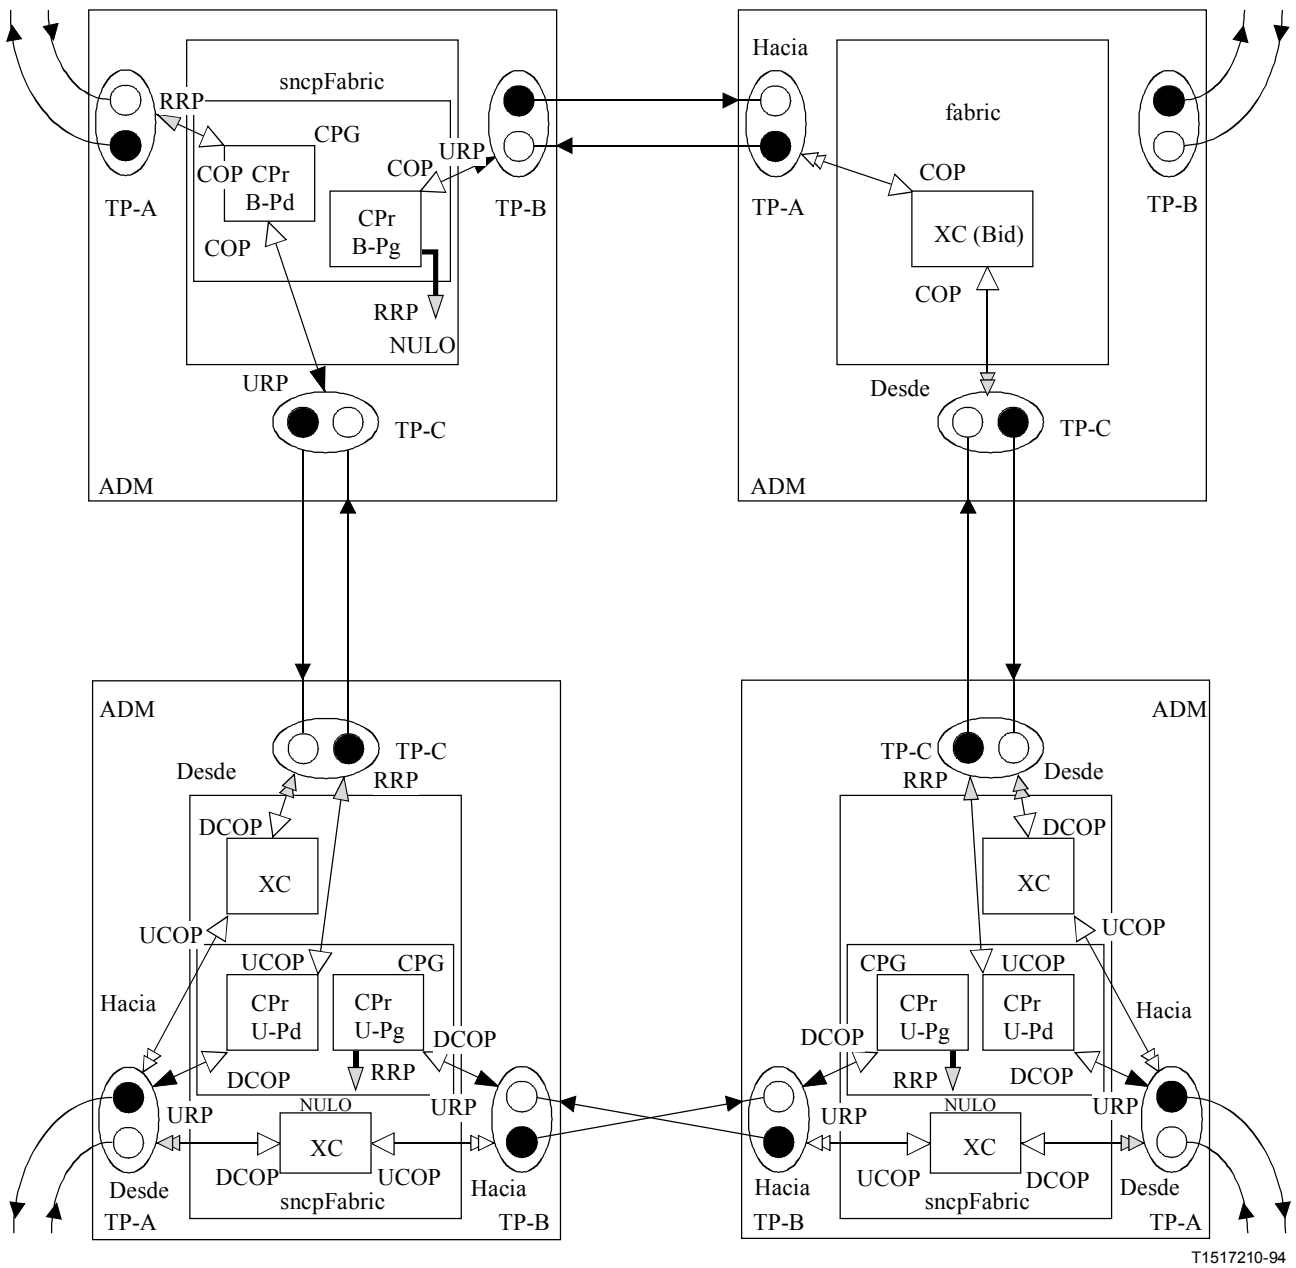 Hacia
sncpFabric
RRP
fabric
CPG
URP
COP
COP
CPr
B-Pd
COP
TP-A
TP-B
TP-A
TP-B
CPr
B-Pg
XC (Bid)
COP
COP
RRP
NULO
URP
Desde
TP-C
TP-C
ADM
ADM
ADM
ADM
TP-C
TP-C
Desde
RRP
RRP
Desde
DCOP
DCOP
XC
XC
UCOP
UCOP
UCOP
CPG
CPG
UCOP
Hacia
CPr
U-Pd
CPr
U-Pg
CPr
U-Pg
CPr
U-Pd
Hacia
DCOP
DCOP
DCOP
RRP
RRP
DCOP
URP
NULO
URP
URP
NULO
URP
XC
XC
DCOP
UCOP
UCOP
DCOP
Desde
Hacia
Hacia
Desde
sncpFabric
sncpFabric
TP-A
TP-B
TP-B
TP-A
T1517210-94